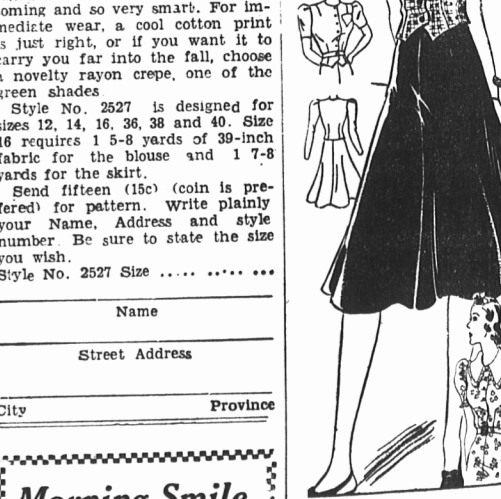 coming and so very smart. For im-
mediate wear, a cool cotton print
is just right, or if you want it to
carry you far into the fall, choose
a novelty rayon crepe, one of the
green shades
Style No. 2527 is designed for
sizes 12, 14, 16, 36, 38 and 40. Size
16 requires 1 5-8 yards of 39-inch
fabric for the blouse and 1 7-8
yards for the skirt.
Send fifteen (15c) (coin is pre-
fered) for pattern. Write plainly
your Name, Address and style
number. Be sure to state the size
you wish.
Style No. 2527 Size ..... ..... ...
Name
Street Address
City Province
Morning Smile